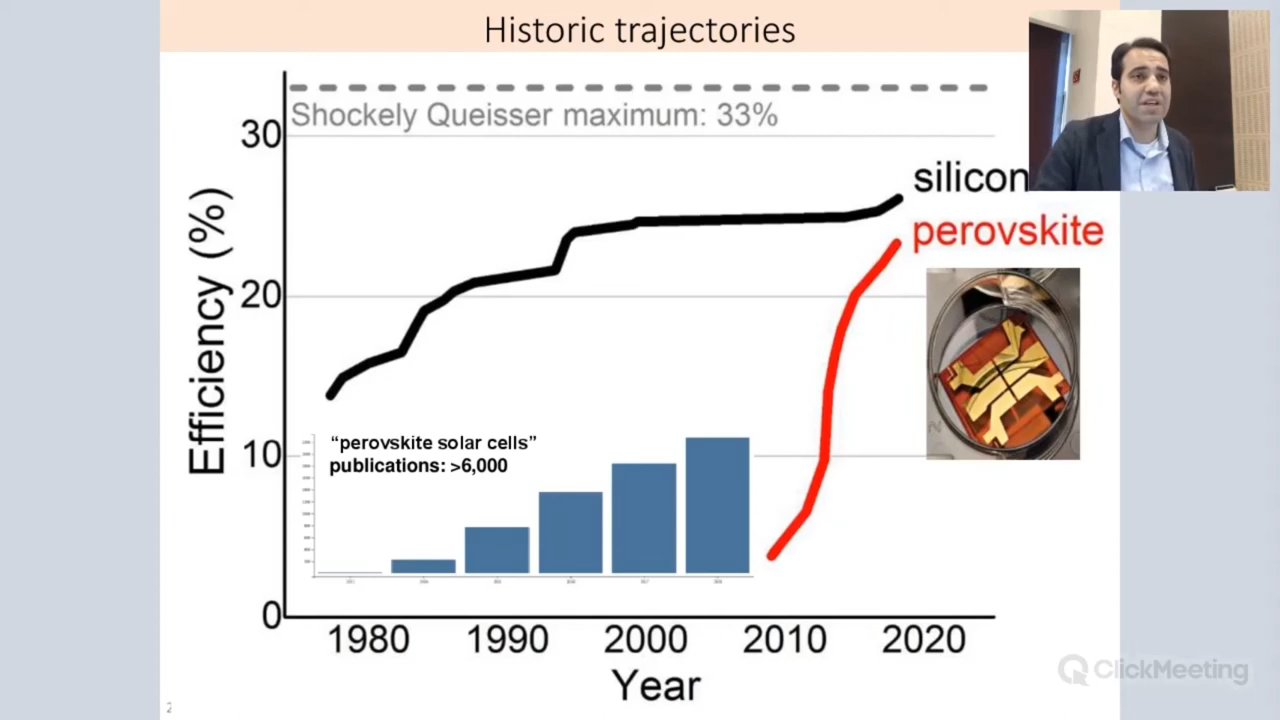 Historic trajectories
Shockely Queisser maximum: 33%
30
silicon
perovskite
20
Efficiency (%)
"perovskite solar cells"
publications: >6,000
10
0
1980 1990 2000 2010 2020
Year
ClickMeeting
2